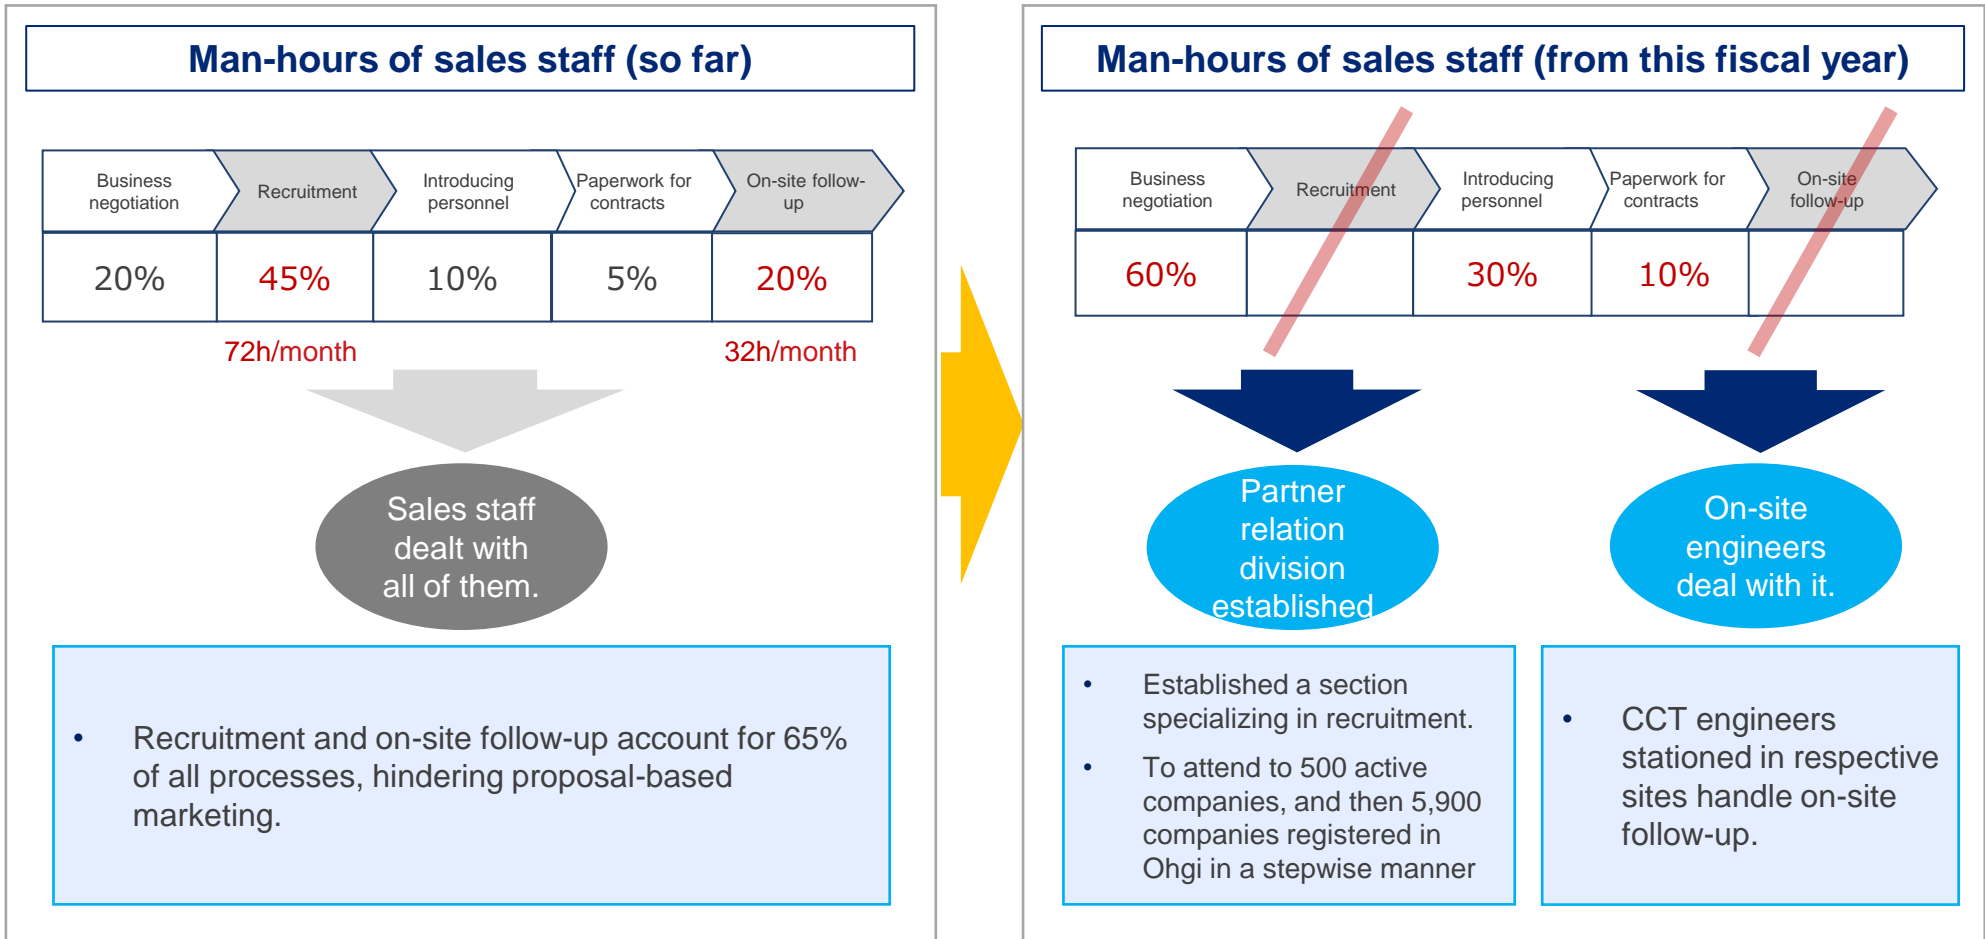 Man-hours of sales staff (so far)
Business
negotiation
Recruitment
Introducing
personnel
Paperwork for
contracts
On-site follow-
up
20%
45%
10%
5%
20%
72h/month
32h/month
Sales staff
dealt with
all of them.
• Recruitment and on-site follow-up account for 65%
of all processes, hindering proposal-based
marketing.
Man-hours of sales staff (from this fiscal year)
Business
negotiation
Recruitment
Introducing
personnel
Paperwork for
contracts
On-site
follow-up
60%
30%
10%
Partner
relation
division
established
On-site
engineers
deal with it.
• Established a section
specializing in recruitment.
• To attend to 500 active
companies, and then 5,900
companies registered in
Ohgi in a stepwise manner
• CCT engineers
stationed in respective
sites handle on-site
follow-up.